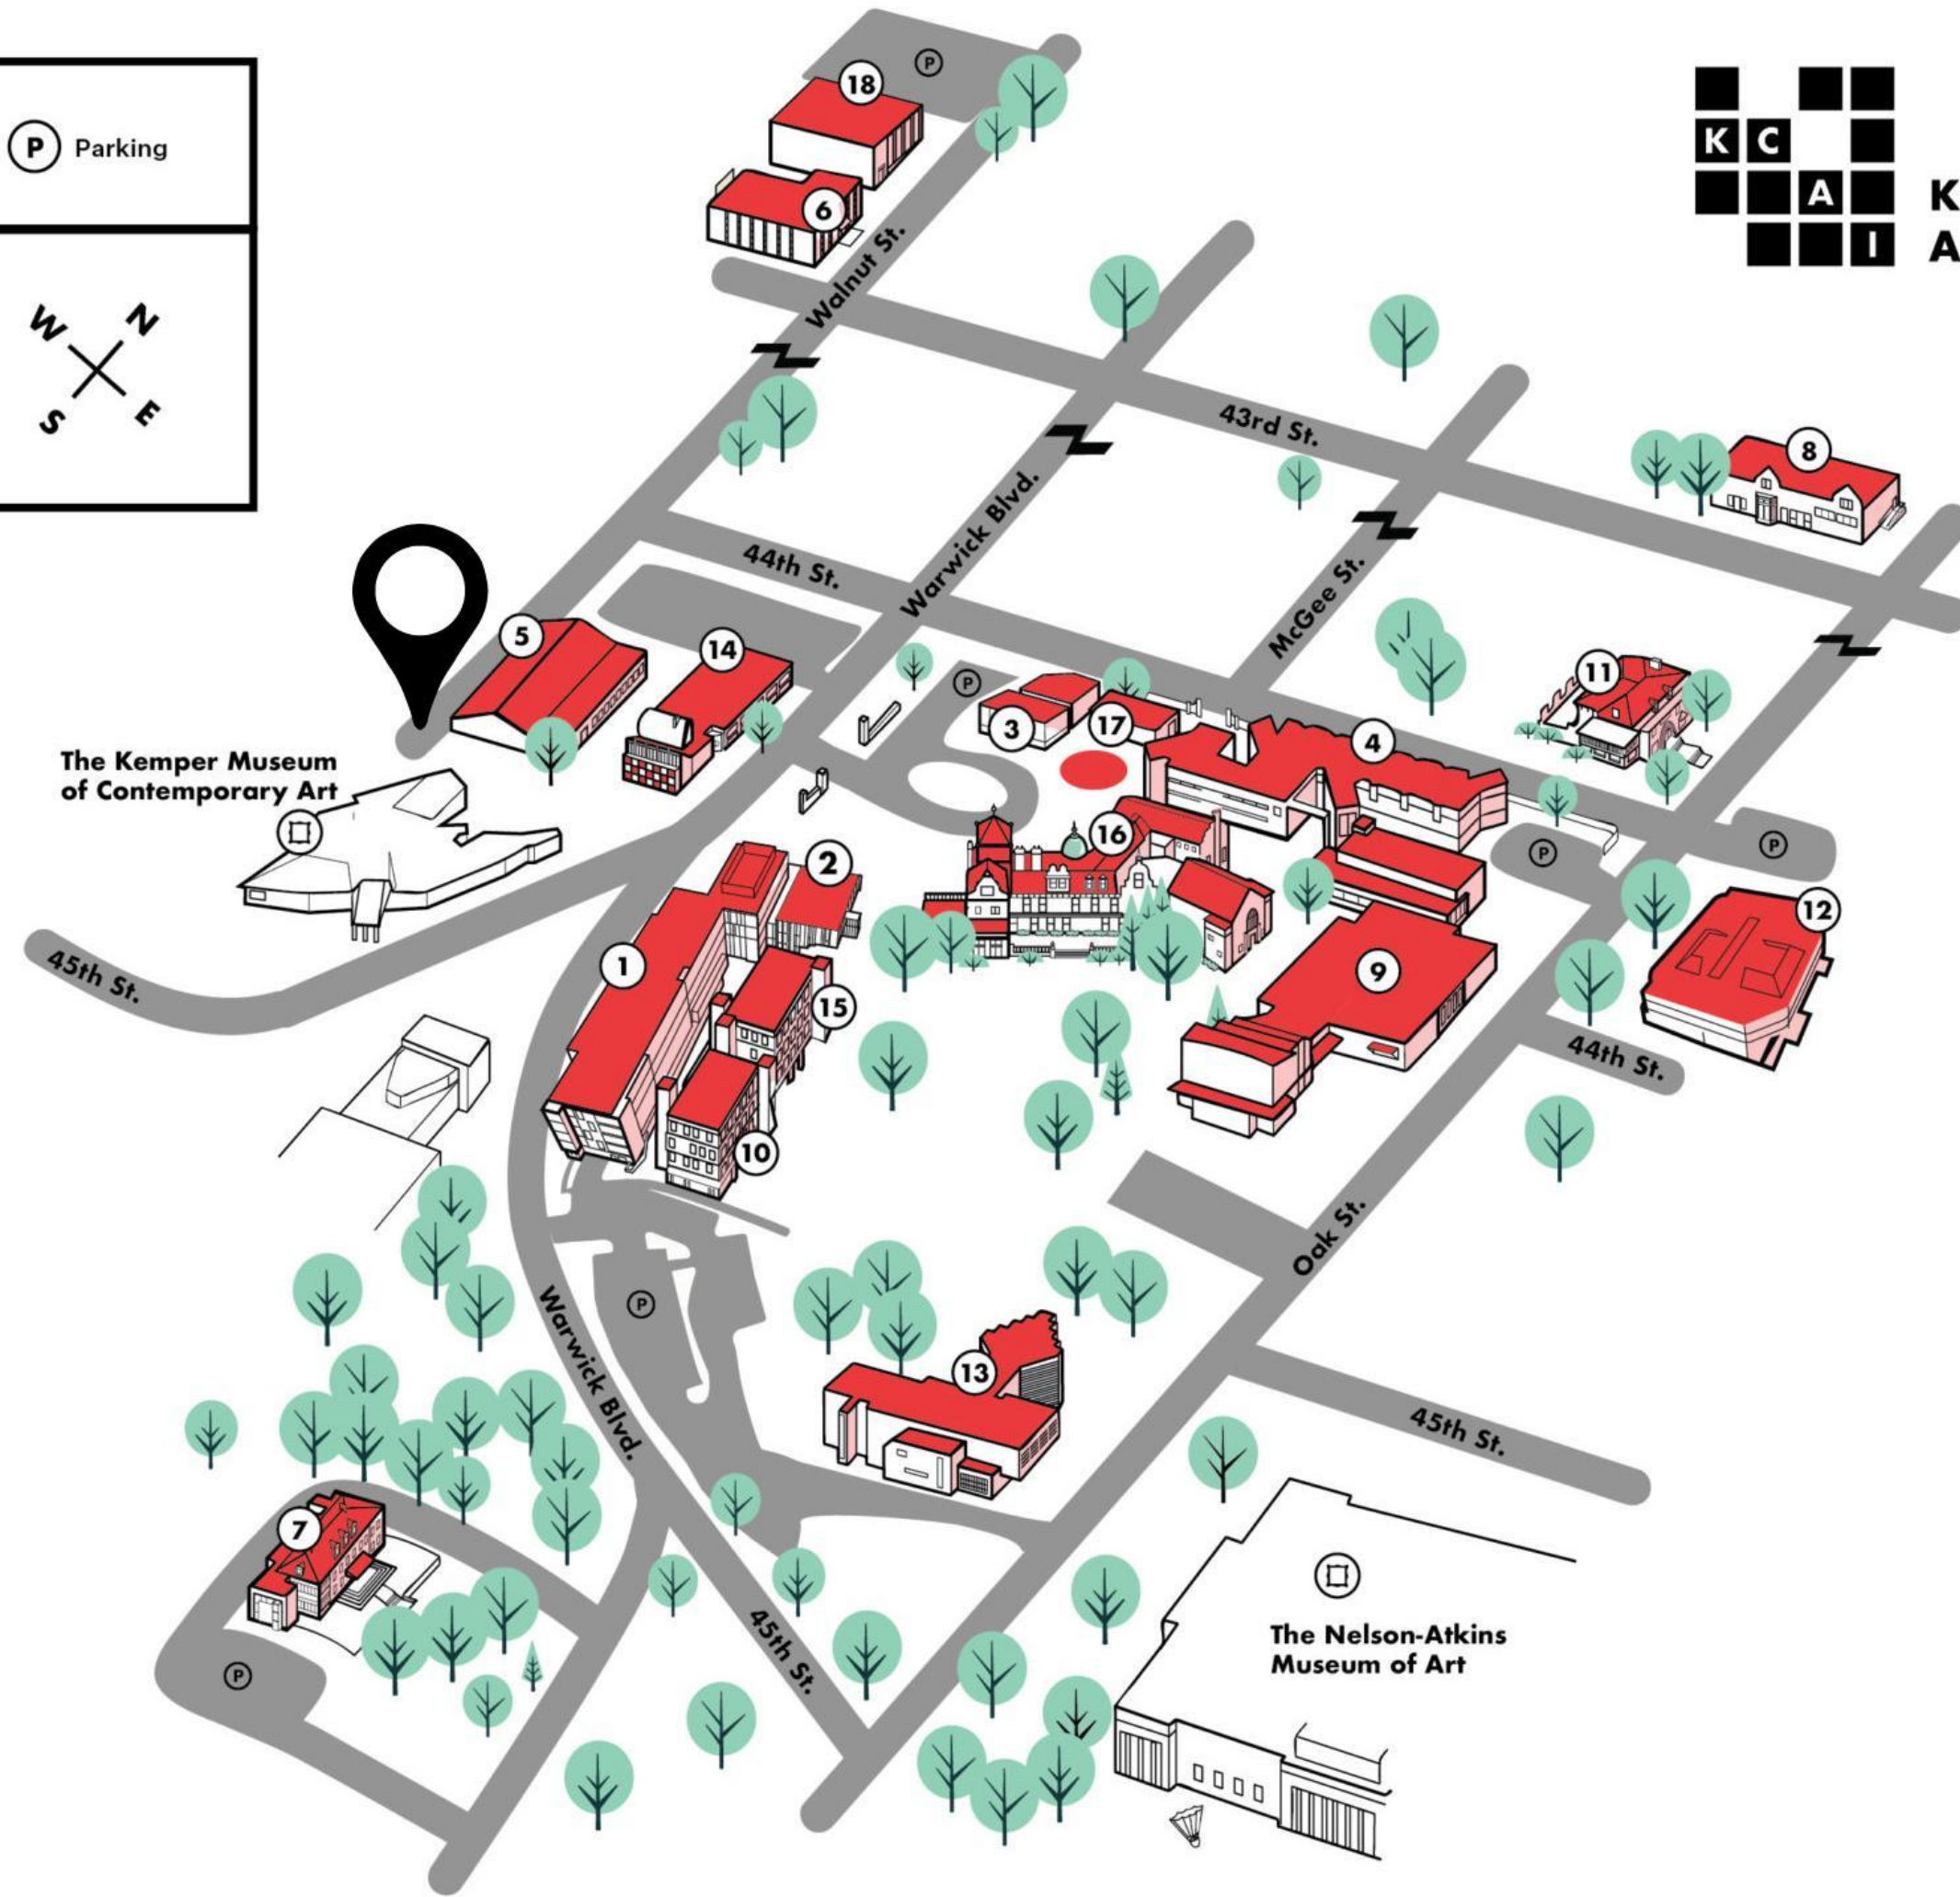 P Parking
W N
S E
K C
A
I
K
A
P
18
6
Walnut St.
43rd St.
8
44th St.
Warwick Blvd.
McGee St.
5
14
P
3
17
4
11
The Kemper Museum
of Contemporary Art
16
2
P
P
12
1
9
15
45th St.
44th St.
10
Oak St.
P
Warwick Blvd.
13
45th St.
7
P
45th St.
The Nelson-Atkins
Museum of Art